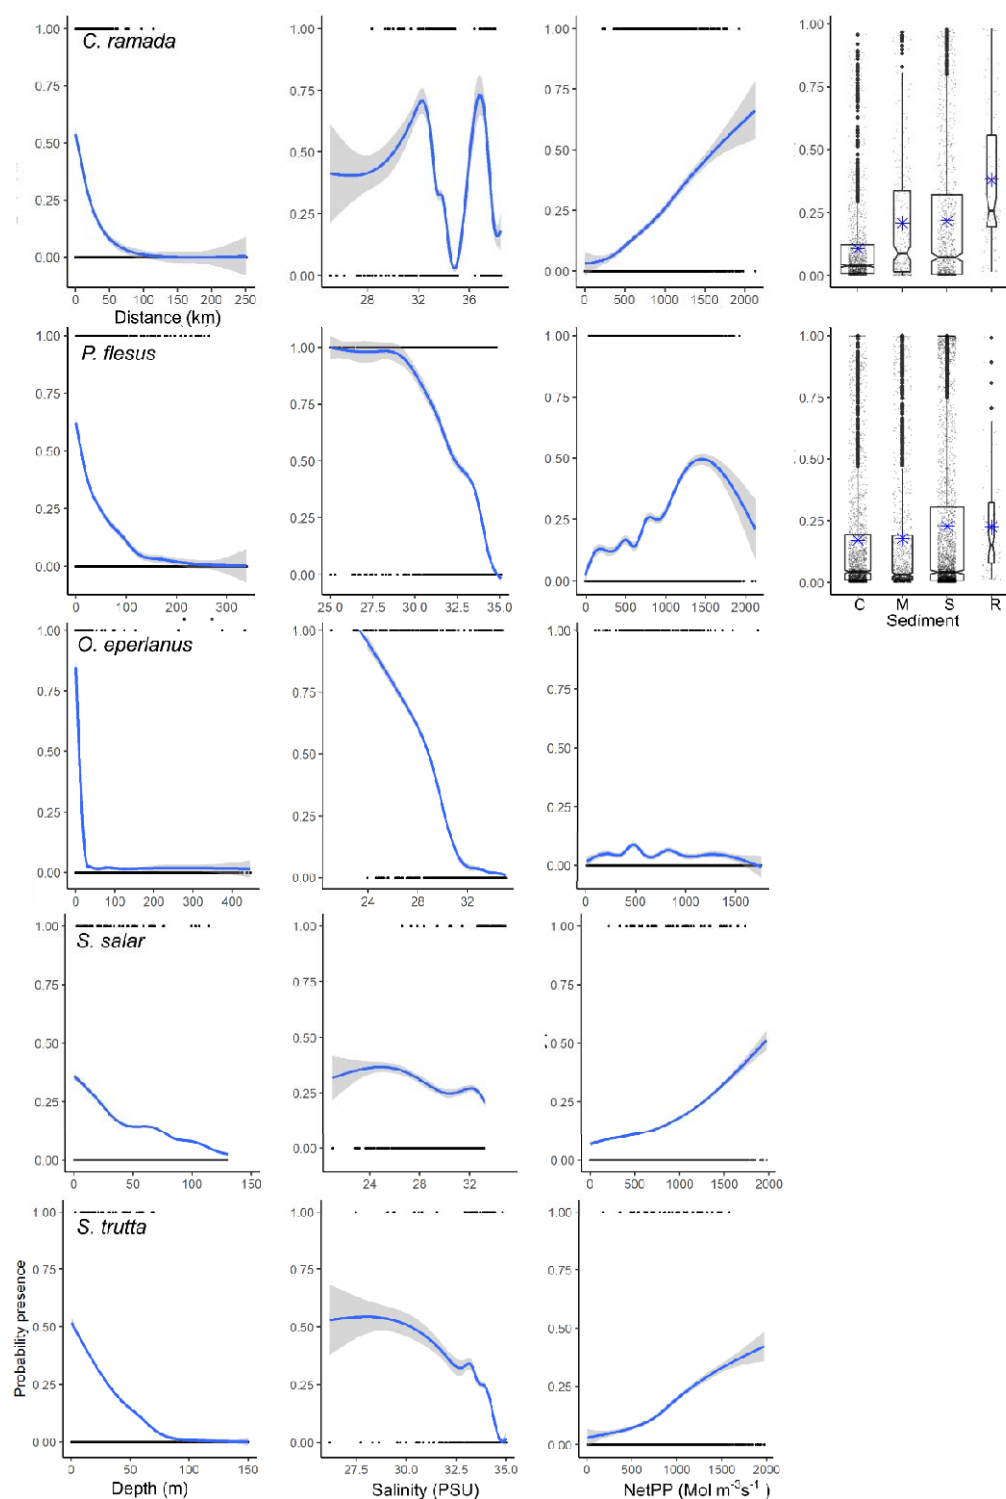 C. ramada
1.00 0.75 0.50 0.25 0.00
0 50 100 150 200 250
Distance (km)
1.00 0.75 0.50 0.25 0.00
28 32 36
1.00 0.75 0.50 0.25 0.00
0 500 1000 1500 2000
1.00 0.75 0.50 0.25 0.00
P. flesus
1.00 0.75 0.50 0.25 0.00
0 100 200 300
1.00 0.75 0.50 0.25 0.00
25.0 27.5 30.0 32.5 35.0
1.00 0.75 0.50 0.25 0.00
0 500 1000 1500 2000
1.00 0.75 0.50 0.25 0.00
C M S R
Sediment
O. eperlanus
1.00 0.75 0.50 0.25 0.00
0 100 200 300 400
1.00 0.75 0.50 0.25 0.00
24 28 32
1.00 0.75 0.50 0.25 0.00
0 500 1000 1500
S. salar
1.00 0.75 0.50 0.25 0.00
0 50 100 150
1.00 0.75 0.50 0.25 0.00
24 28 32
1.00 0.75 0.50 0.25 0.00
0 500 1000 1500 2000
S. trutta
Probability presence
1.00 0.75 0.50 0.25 0.00
0 50 100 150
Depth (m)
1.00 0.75 0.50 0.25 0.00
27.5 30.0 32.5 35.0
Salinity (PSU)
1.00 0.75 0.50 0.25 0.00
0 500 1000 1500 2000
NetPP (Mol m⁻³s⁻¹)